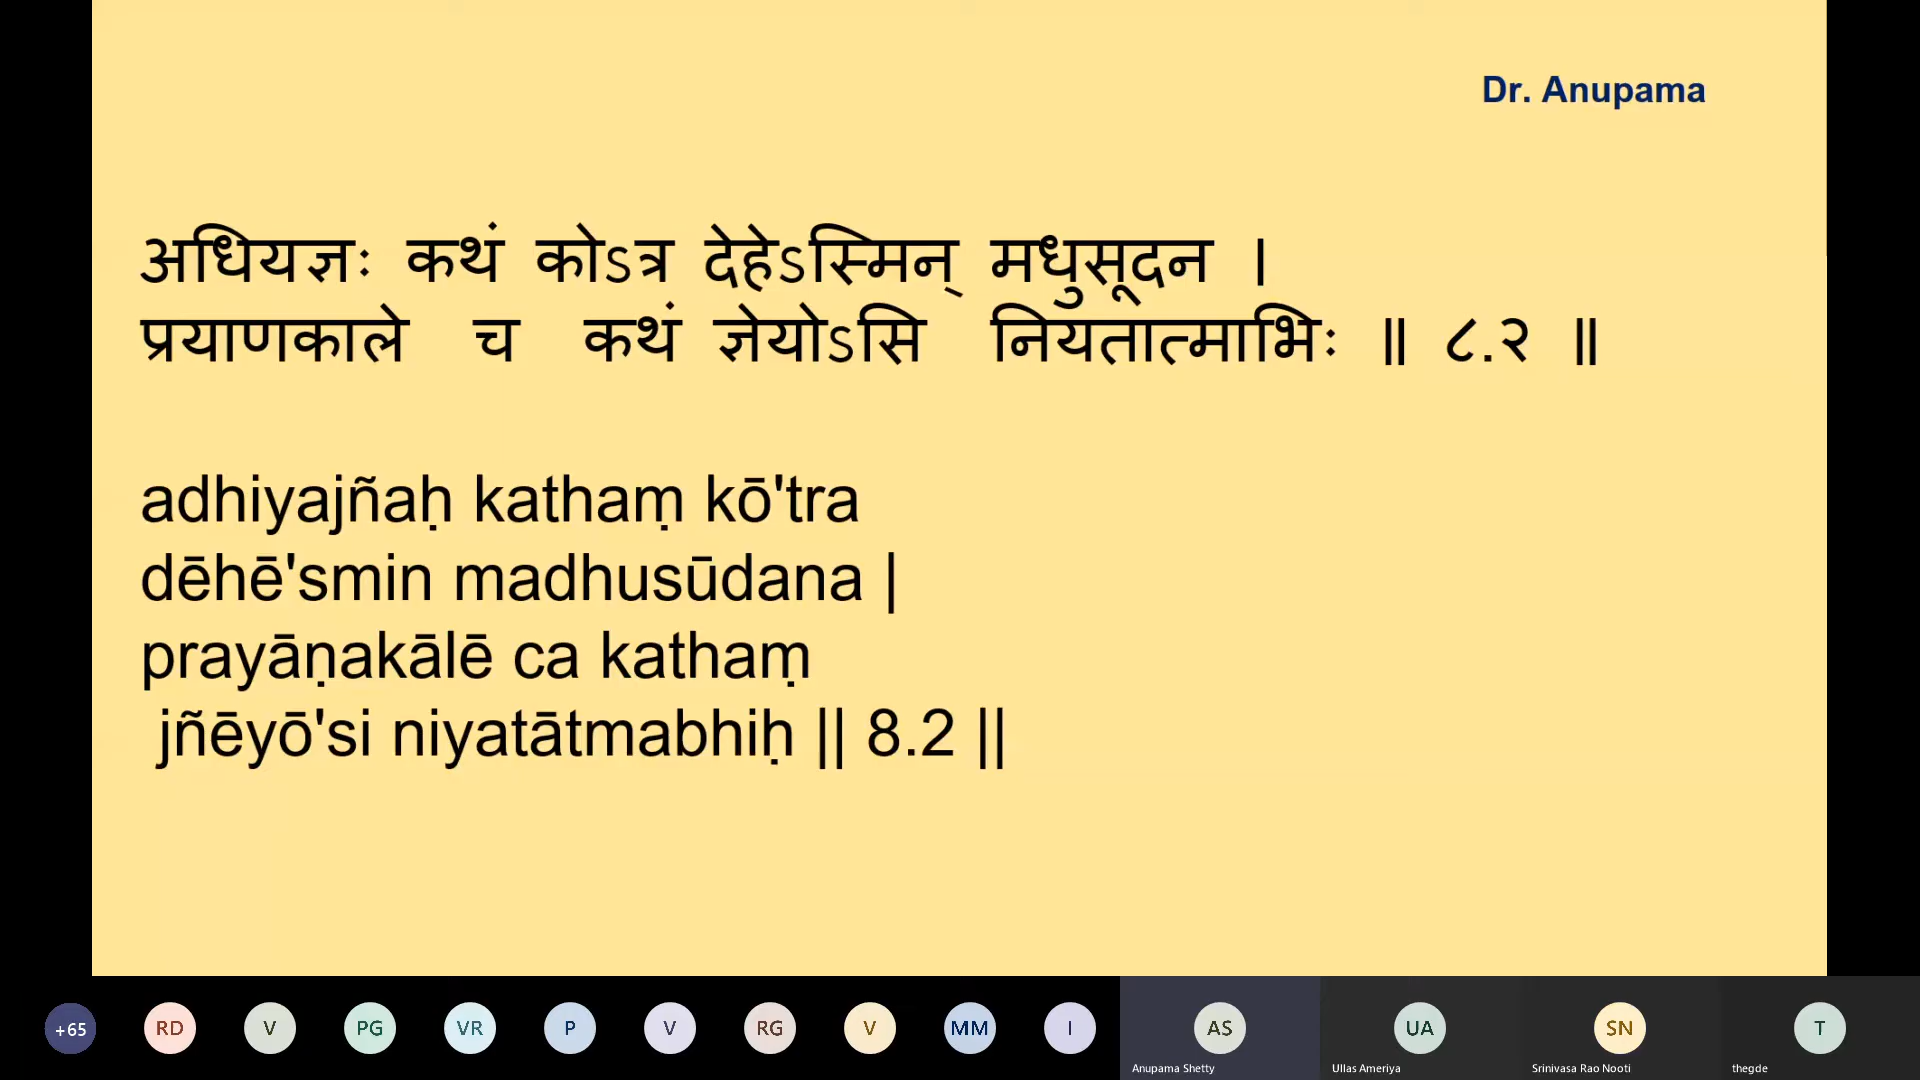 Dr. Anupama
अधियज्ञः कथं कोऽत्र देहेऽस्मिन् मधुसूदन ।
प्रयाणकाले च कथं ज्ञेयोऽसि नियतात्माभिः ॥ ८.२ ॥
adhiyajñaḥ kathaṃ kō'tra
dēhē'smin madhusūdana |
prayāṇakālē ca kathaṃ
jñēyō'si niyatātmabhiḥ || 8.2 ||
+65 RD V PG VR P V RG V MM I AS UA SN T
Anupama Shetty Ullas Ameriya Srinivasa Rao Nooti thegde